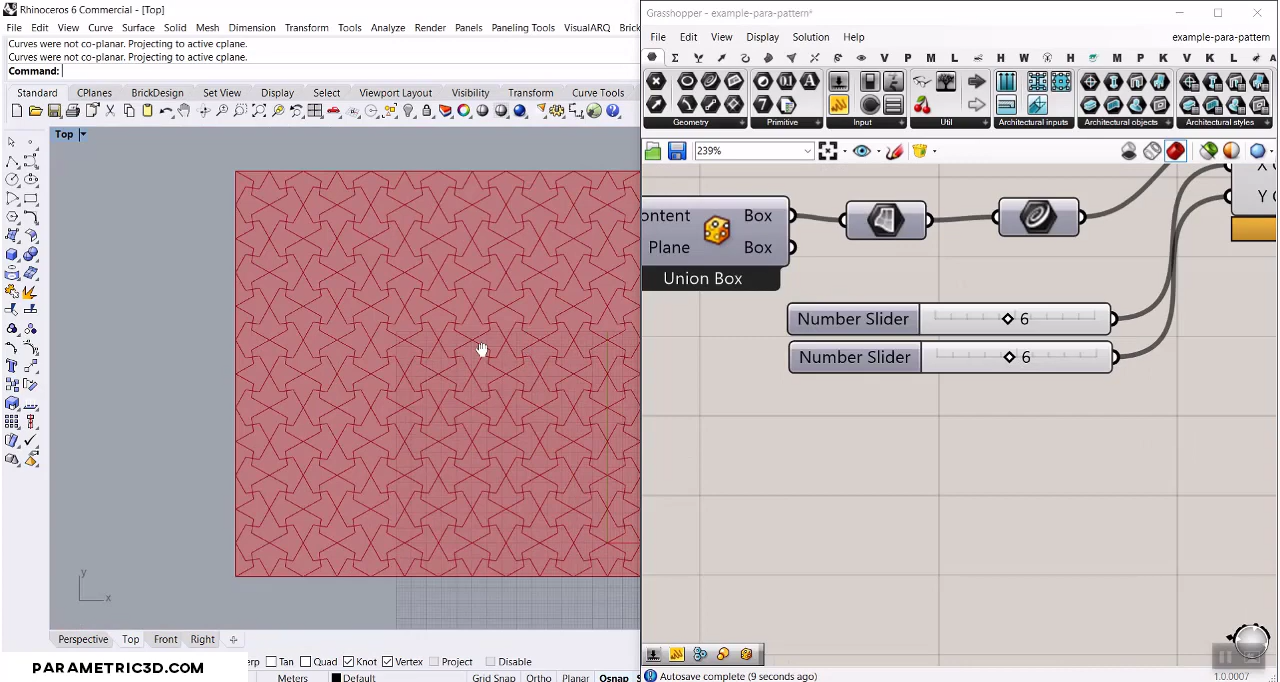 Rhinoceros 6 Commercial - [Top]
File Edit View Curve Surface Solid Mesh Dimension Transform Tools Analyze Render Panels Paneling Tools VisualARQ Brick
Curves were not co-planar. Projecting to active cplane.
Curves were not co-planar. Projecting to active cplane.
Command:
Standard CPlanes BrickDesign Set View Display Select Viewport Layout Visibility Transform Curve Tools
Top
y
x
Perspective Top Front Right
erp Tan Quad Knot Vertex Project Disable
PARAMETRIC3D.COM
Meters Default Grid Snap Ortho Planar Osnap
Grasshopper - example-para-pattern*
File Edit View Display Solution Help example-para-pattern
V P M L H W H M P K V K L
Geometry Primitive Input Util Architectural inputs Architectural objects Architectural styles
239%
ontent Box
Plane Box
Union Box
X
Y
Number Slider 6
Number Slider 6
Autosave complete (9 seconds ago) 1.0.0007